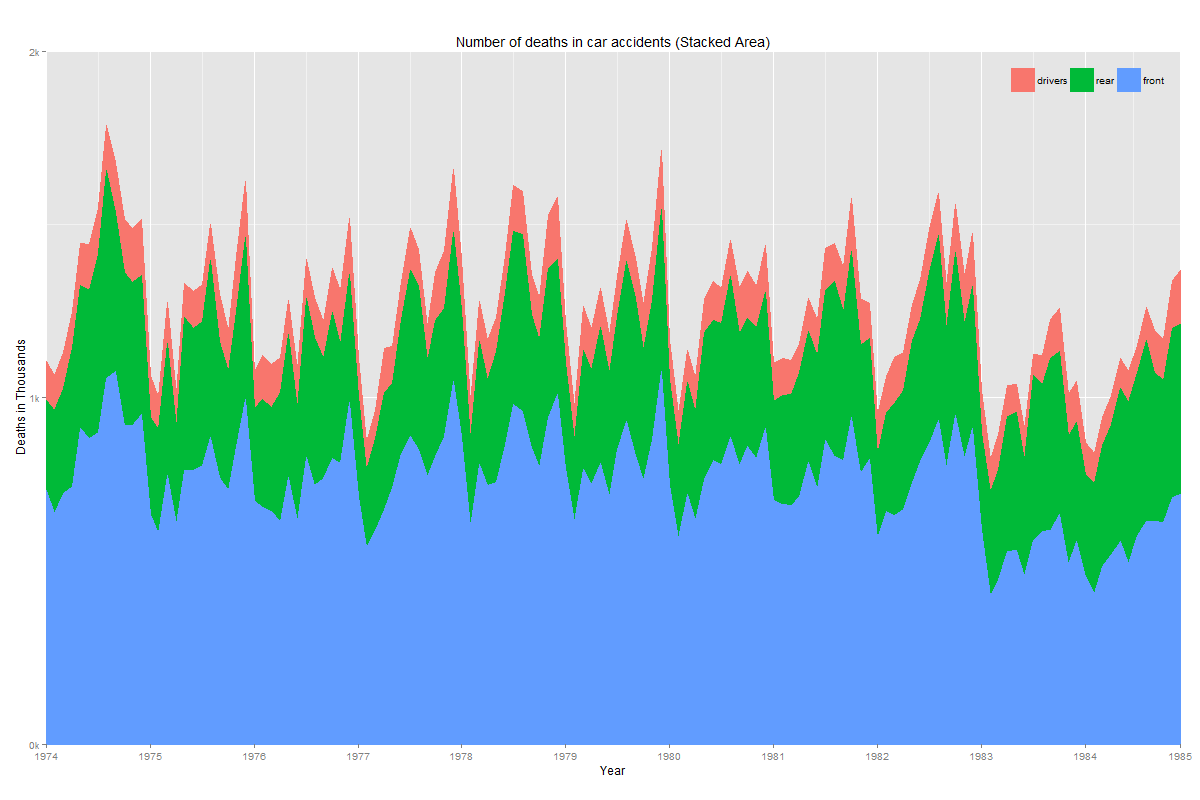 Number of deaths in car accidents (Stacked Area)
2k
drivers rear front
Deaths in Thousands
1k
0k
1974 1975 1976 1977 1978 1979 1980 1981 1982 1983 1984 1985
Year